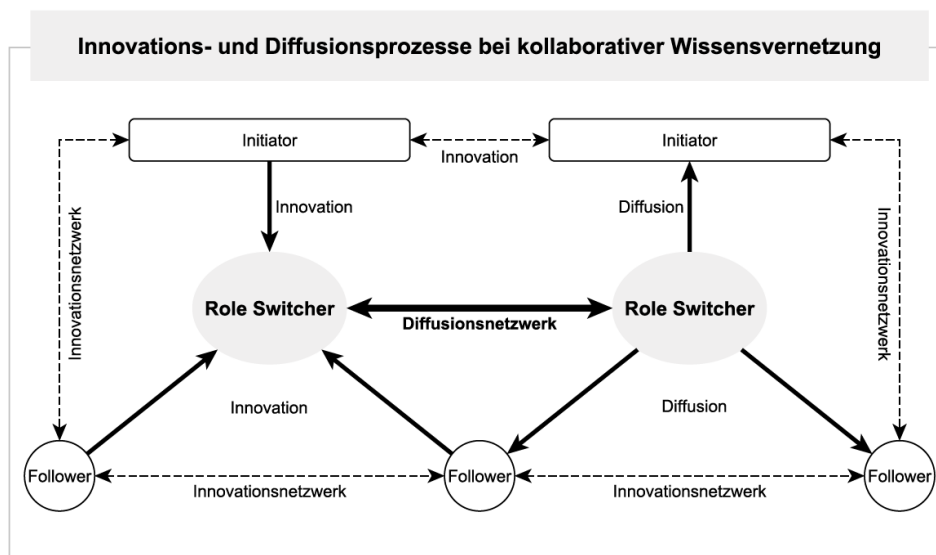 Innovations- und Diffusionsprozesse bei kollaborativer Wissensvernetzung
Initiator
Innovation
Initiator
Innovation
Diffusion
Innovationsnetzwerk
Innovationsnetzwerk
Role Switcher
Diffusionsnetzwerk
Role Switcher
Innovation
Diffusion
Follower
Innovationsnetzwerk
Follower
Innovationsnetzwerk
Follower